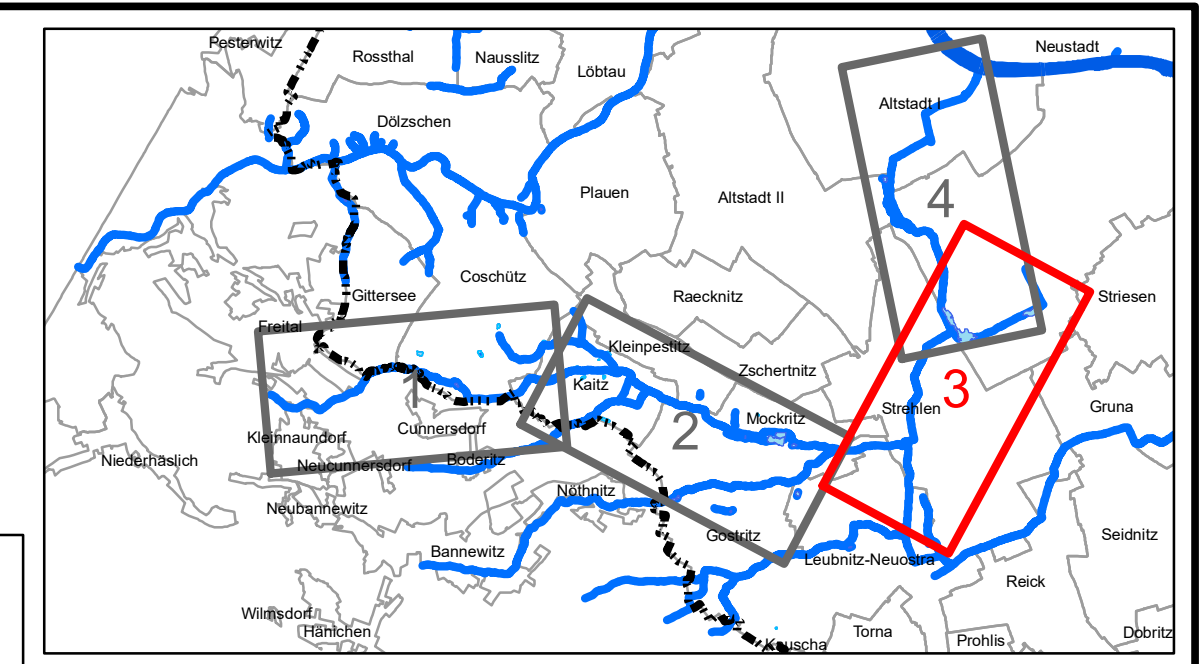 Pesterwitz
Rossthal
Nausslitz
Löbtau
Neustadt
Altstadt I
Dölzschen
Plauen
Altstadt II
4
Coschütz
Gittersee
Raecknitz
Striesen
Freital
Kleinpestitz
Zschertnitz
1
Kaitz
3
Strehlen
Gruna
Mockritz
2
Cunnersdorf
Kleinnaundorf
Niederhäslich
Neucunnersdorf
Boderitz
Nöthnitz
Neubannewitz
Gostritz
Seidnitz
Bannewitz
Leubnitz-Neuostra
Reick
Wilmsdorf
Hänichen
Torna
Dobritz
Kauscha
Prohlis